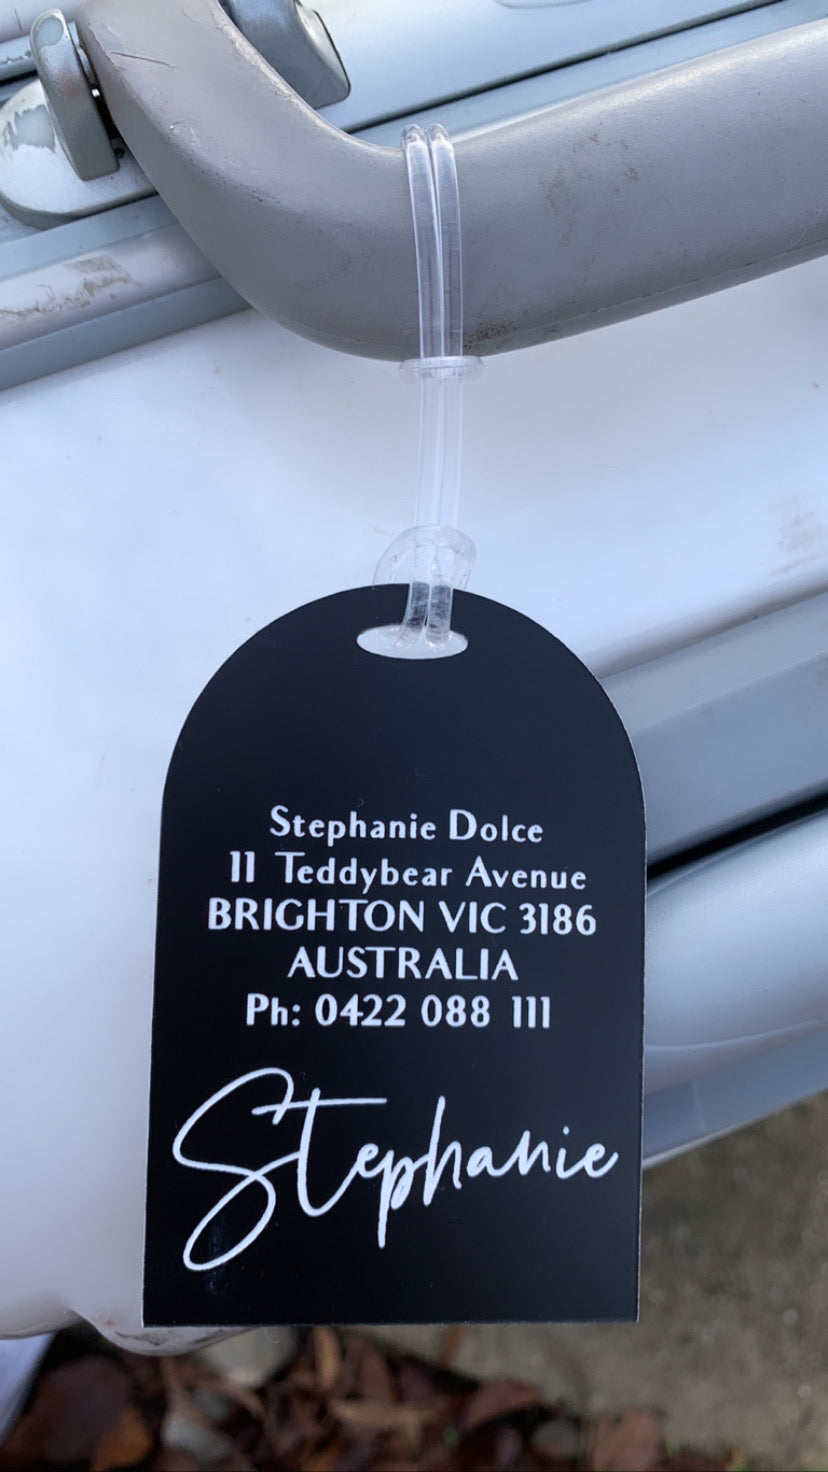 Stephanie Dolce
11 Teddybear Avenue
BRIGHTON VIC 3186
AUSTRALIA
Ph: 0422 088 111
Stephanie